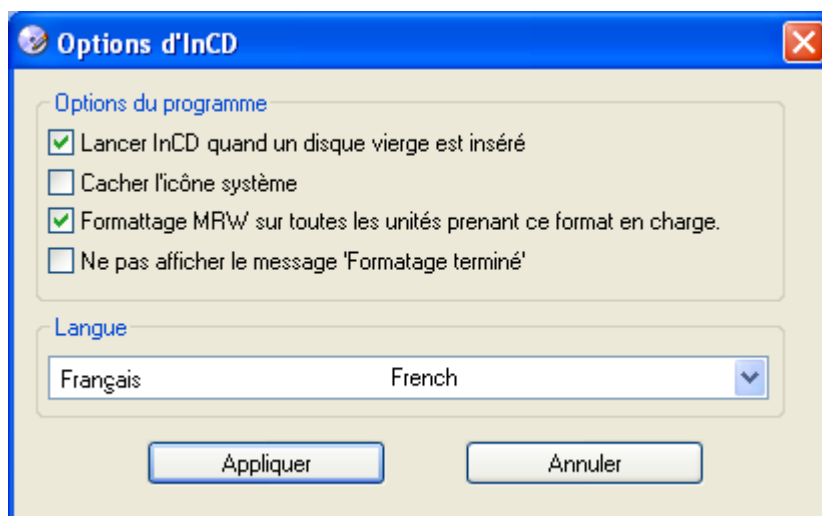 Options d'InCD
Options du programme
Lancer InCD quand un disque vierge est inséré
Cacher l'icône système
Formattage MRW sur toutes les unités prenant ce format en charge.
Ne pas afficher le message 'Formatage terminé'
Langue
Français French
Appliquer Annuler